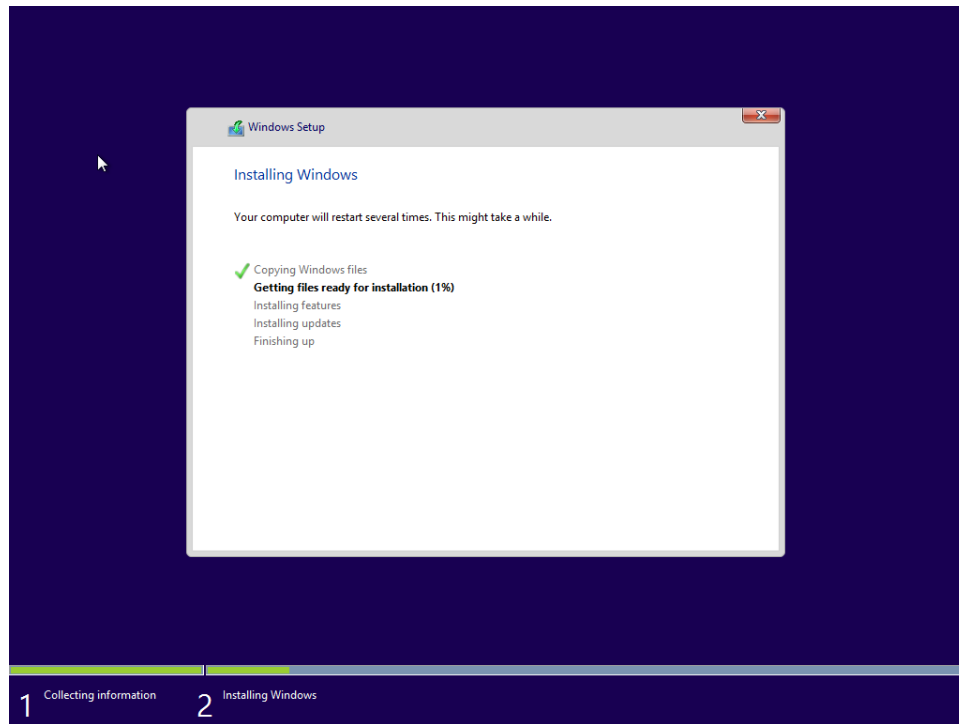 Windows Setup
Installing Windows
Your computer will restart several times. This might take a while.
Copying Windows files
Getting files ready for installation (1%)
Installing features
Installing updates
Finishing up
1 Collecting information
2 Installing Windows